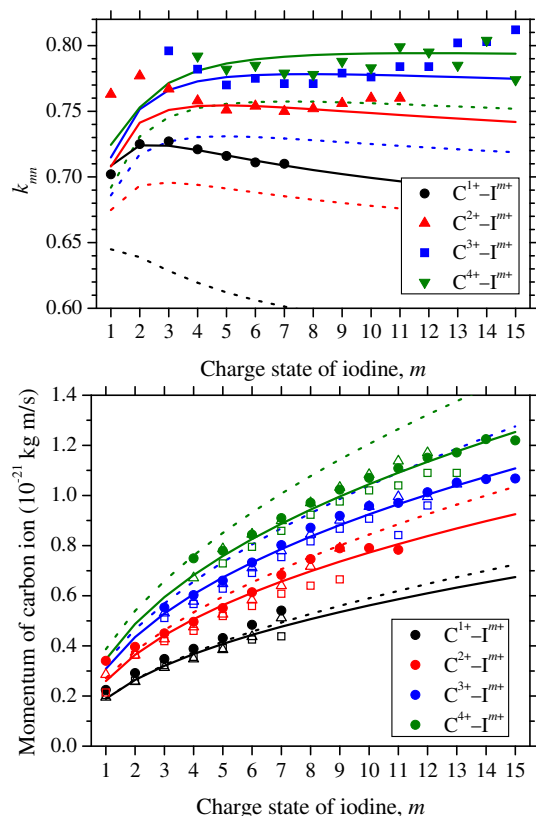 0.80
0.75
0.70
0.65
0.60
k_mn
1 2 3 4 5 6 7 8 9 10 11 12 13 14 15
Charge state of iodine, m
C¹⁺–Iᵐ⁺
C²⁺–Iᵐ⁺
C³⁺–Iᵐ⁺
C⁴⁺–Iᵐ⁺
1.4
1.2
1.0
0.8
0.6
0.4
0.2
0.0
Momentum of carbon ion (10⁻²¹ kg m/s)
1 2 3 4 5 6 7 8 9 10 11 12 13 14 15
Charge state of iodine, m
C¹⁺–Iᵐ⁺
C²⁺–Iᵐ⁺
C³⁺–Iᵐ⁺
C⁴⁺–Iᵐ⁺